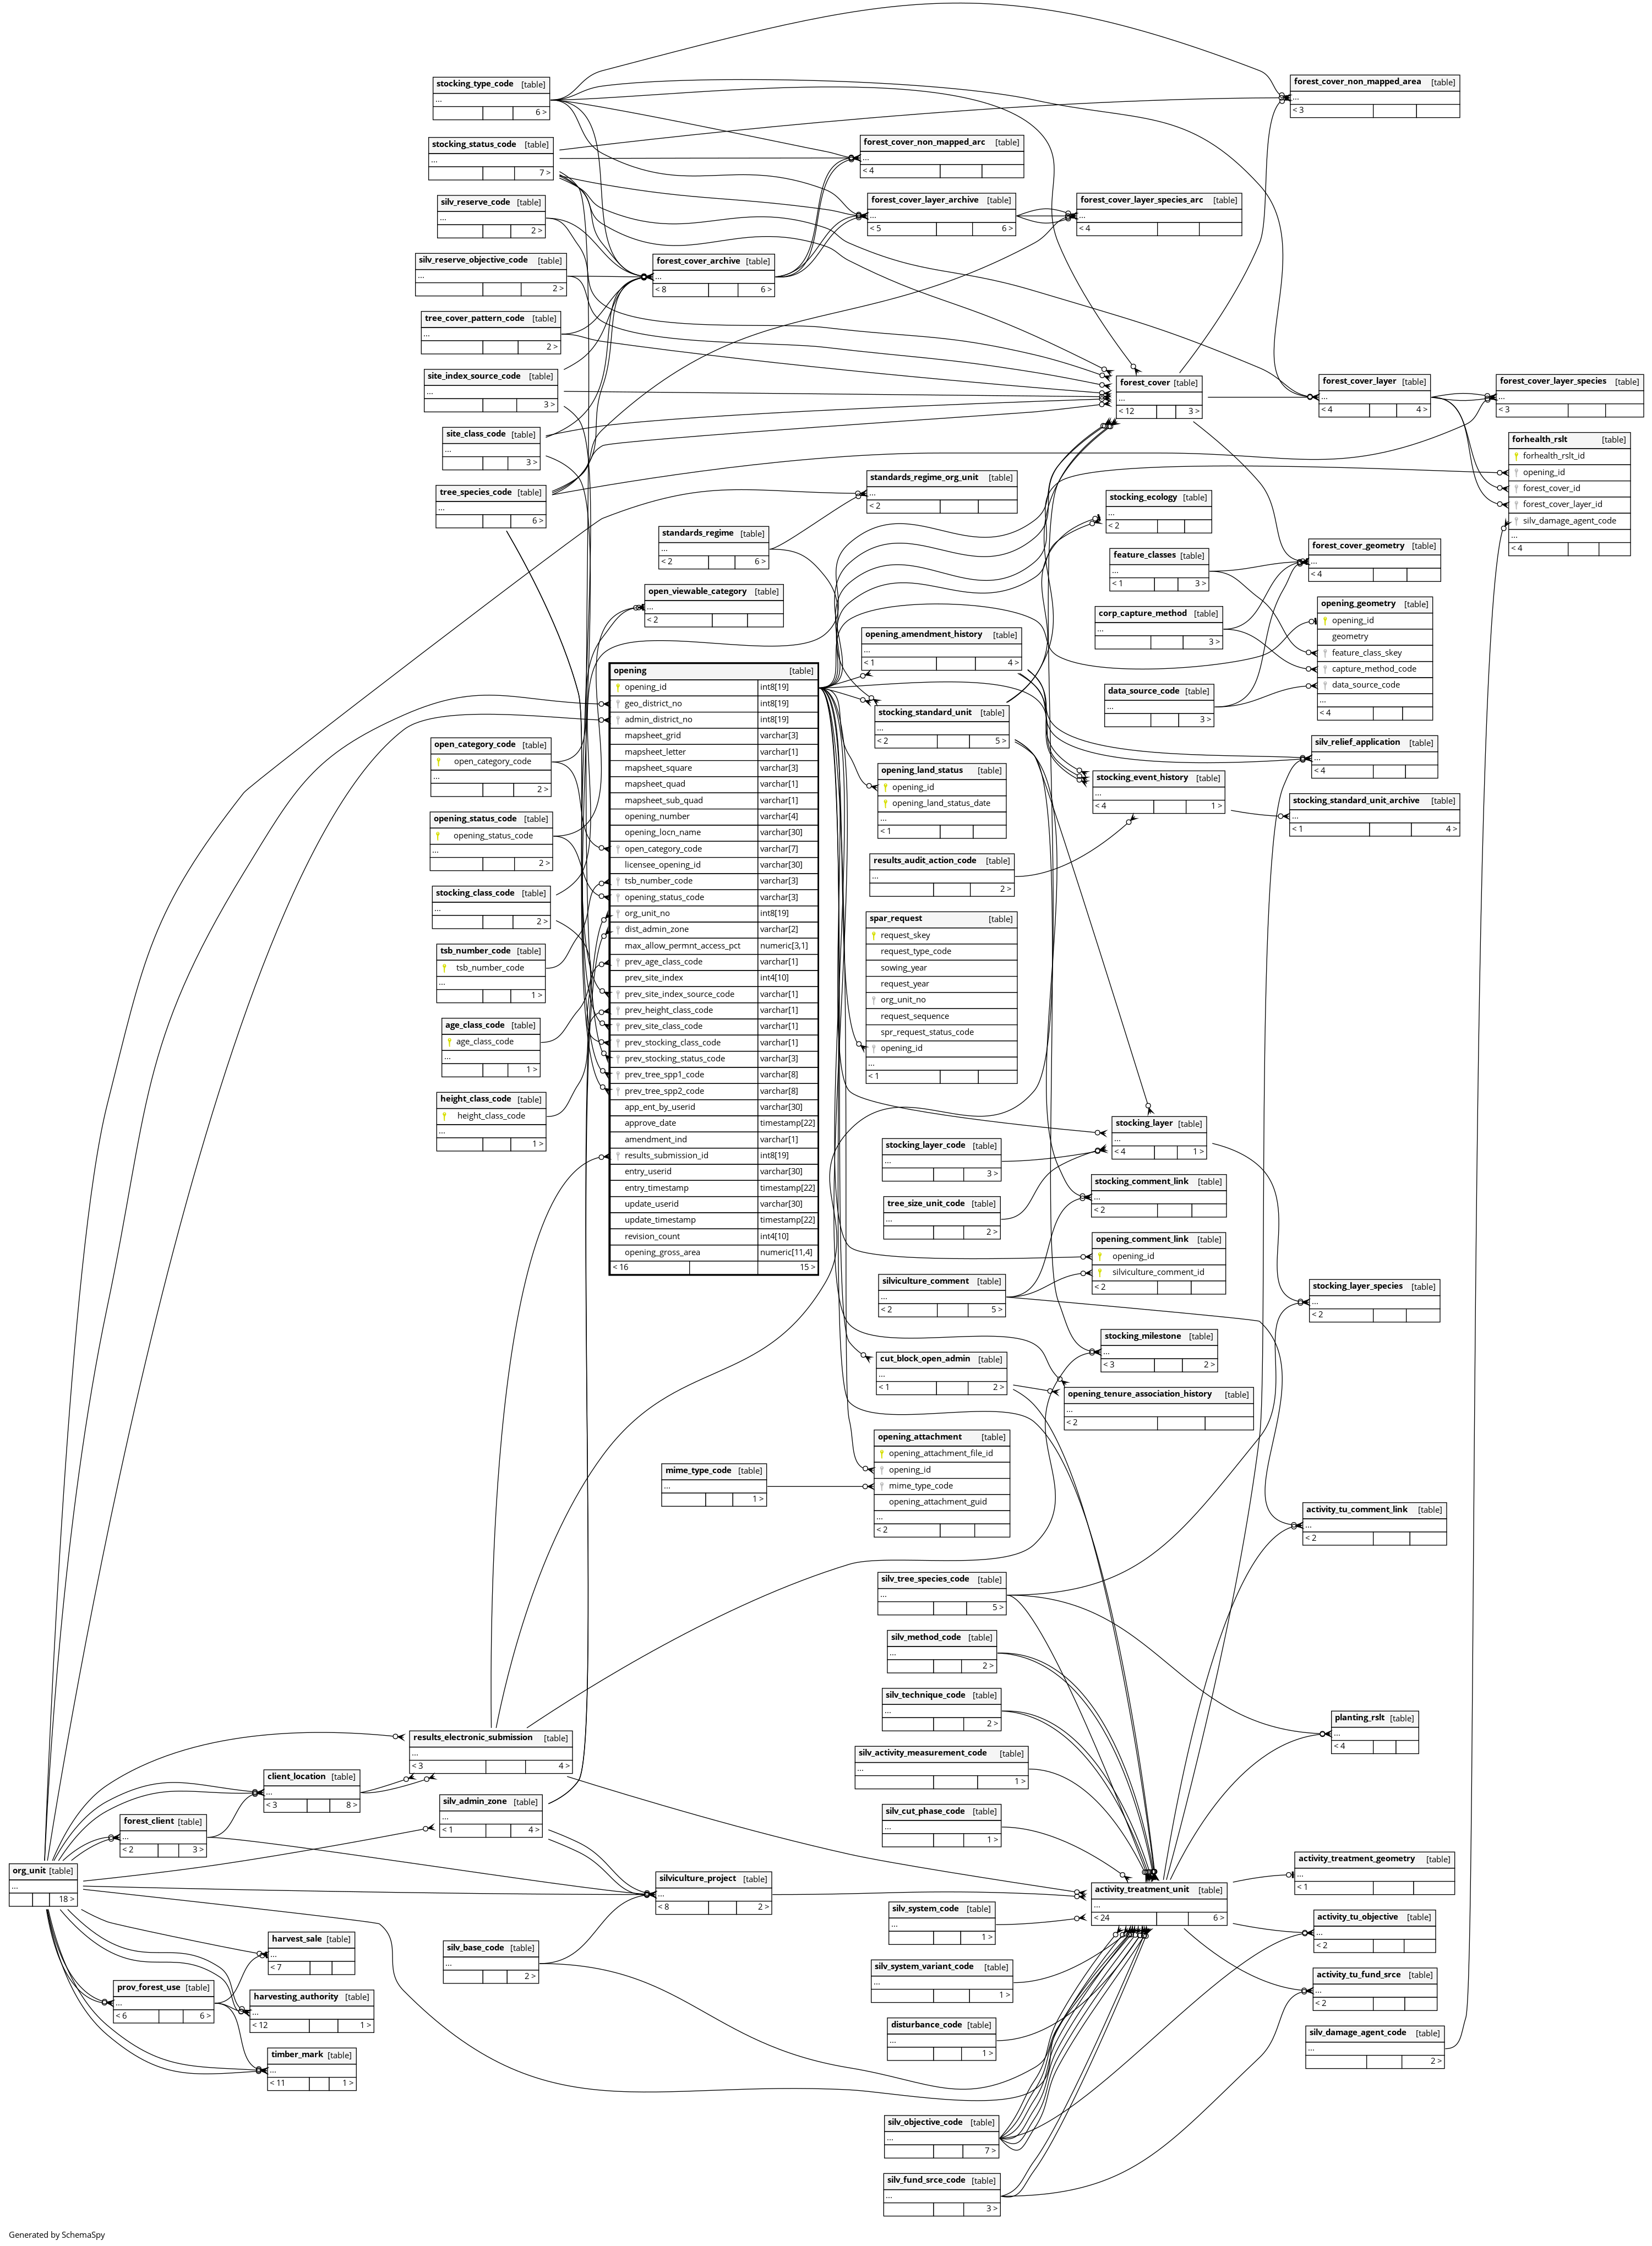 stocking_type_code [table]
...
6 >
stocking_status_code [table]
...
7 >
silv_reserve_code [table]
...
2 >
silv_reserve_objective_code [table]
...
2 >
tree_cover_pattern_code [table]
...
2 >
site_index_source_code [table]
...
3 >
site_class_code [table]
...
3 >
tree_species_code [table]
...
6 >
forest_cover_non_mapped_area [table]
...
< 3
forest_cover_non_mapped_arc [table]
...
< 4
forest_cover_layer_archive [table]
...
< 5 6 >
forest_cover_layer_species_arc [table]
...
< 4
forest_cover_archive [table]
...
< 8 6 >
forest_cover [table]
...
< 12 3 >
forest_cover_layer [table]
...
< 4 4 >
forest_cover_layer_species [table]
...
< 3
forhealth_rslt [table]
forhealth_rslt_id
opening_id
forest_cover_id
forest_cover_layer_id
silv_damage_agent_code
...
< 4
standards_regime_org_unit [table]
...
< 2
standards_regime [table]
...
< 2 6 >
open_viewable_category [table]
...
< 2
stocking_ecology [table]
...
< 2
feature_classes [table]
...
< 1 3 >
corp_capture_method [table]
...
3 >
data_source_code [table]
...
3 >
forest_cover_geometry [table]
...
< 4
opening_geometry [table]
opening_id
geometry
feature_class_skey
capture_method_code
data_source_code
...
< 4
opening_amendment_history [table]
...
< 1 4 >
stocking_standard_unit [table]
...
< 2 5 >
silv_relief_application [table]
...
< 4
opening_land_status [table]
opening_id
opening_land_status_date
...
< 1
stocking_event_history [table]
...
< 4 1 >
stocking_standard_unit_archive [table]
...
< 1 4 >
results_audit_action_code [table]
...
2 >
opening [table]
opening_id int8[19]
geo_district_no int8[19]
admin_district_no int8[19]
mapsheet_grid varchar[3]
mapsheet_letter varchar[1]
mapsheet_square varchar[3]
mapsheet_quad varchar[1]
mapsheet_sub_quad varchar[1]
opening_number varchar[4]
opening_locn_name varchar[30]
open_category_code varchar[7]
licensee_opening_id varchar[30]
tsb_number_code varchar[3]
opening_status_code varchar[3]
org_unit_no int8[19]
dist_admin_zone varchar[2]
max_allow_permnt_access_pct numeric[3,1]
prev_age_class_code varchar[1]
prev_site_index int4[10]
prev_site_index_source_code varchar[1]
prev_height_class_code varchar[1]
prev_site_class_code varchar[1]
prev_stocking_class_code varchar[1]
prev_stocking_status_code varchar[3]
prev_tree_spp1_code varchar[8]
prev_tree_spp2_code varchar[8]
app_ent_by_userid varchar[30]
approve_date timestamp[22]
amendment_ind varchar[1]
results_submission_id int8[19]
entry_userid varchar[30]
entry_timestamp timestamp[22]
update_userid varchar[30]
update_timestamp timestamp[22]
revision_count int4[10]
opening_gross_area numeric[11,4]
< 16 15 >
open_category_code [table]
open_category_code
...
2 >
opening_status_code [table]
opening_status_code
...
2 >
stocking_class_code [table]
...
2 >
tsb_number_code [table]
tsb_number_code
...
1 >
age_class_code [table]
age_class_code
...
1 >
height_class_code [table]
height_class_code
...
1 >
spar_request [table]
request_skey
request_type_code
sowing_year
request_year
org_unit_no
request_sequence
spr_request_status_code
opening_id
...
< 1
stocking_layer [table]
...
< 4 1 >
stocking_layer_code [table]
...
3 >
tree_size_unit_code [table]
...
2 >
stocking_comment_link [table]
...
< 2
opening_comment_link [table]
opening_id
silviculture_comment_id
< 2
silviculture_comment [table]
...
< 2 5 >
stocking_layer_species [table]
...
< 2
stocking_milestone [table]
...
< 3 2 >
cut_block_open_admin [table]
...
< 1 2 >
opening_tenure_association_history [table]
...
< 2
opening_attachment [table]
opening_attachment_file_id
opening_id
mime_type_code
opening_attachment_guid
...
< 2
mime_type_code [table]
...
1 >
activity_tu_comment_link [table]
...
< 2
silv_tree_species_code [table]
...
5 >
silv_method_code [table]
...
2 >
silv_technique_code [table]
...
2 >
silv_activity_measurement_code [table]
...
1 >
silv_cut_phase_code [table]
...
1 >
planting_rslt [table]
...
< 4
results_electronic_submission [table]
...
< 3 4 >
client_location [table]
...
< 3 8 >
silv_admin_zone [table]
...
< 1 4 >
forest_client [table]
...
< 2 3 >
org_unit [table]
...
18 >
silviculture_project [table]
...
< 8 2 >
activity_treatment_unit [table]
...
< 24 6 >
activity_treatment_geometry [table]
...
< 1
activity_tu_objective [table]
...
< 2
activity_tu_fund_srce [table]
...
< 2
silv_damage_agent_code [table]
...
2 >
silv_system_code [table]
...
1 >
silv_system_variant_code [table]
...
1 >
disturbance_code [table]
...
1 >
silv_base_code [table]
...
2 >
harvest_sale [table]
...
< 7
prov_forest_use [table]
...
< 6 6 >
harvesting_authority [table]
...
< 12 1 >
timber_mark [table]
...
< 11 1 >
silv_objective_code [table]
...
7 >
silv_fund_srce_code [table]
...
3 >
Generated by SchemaSpy